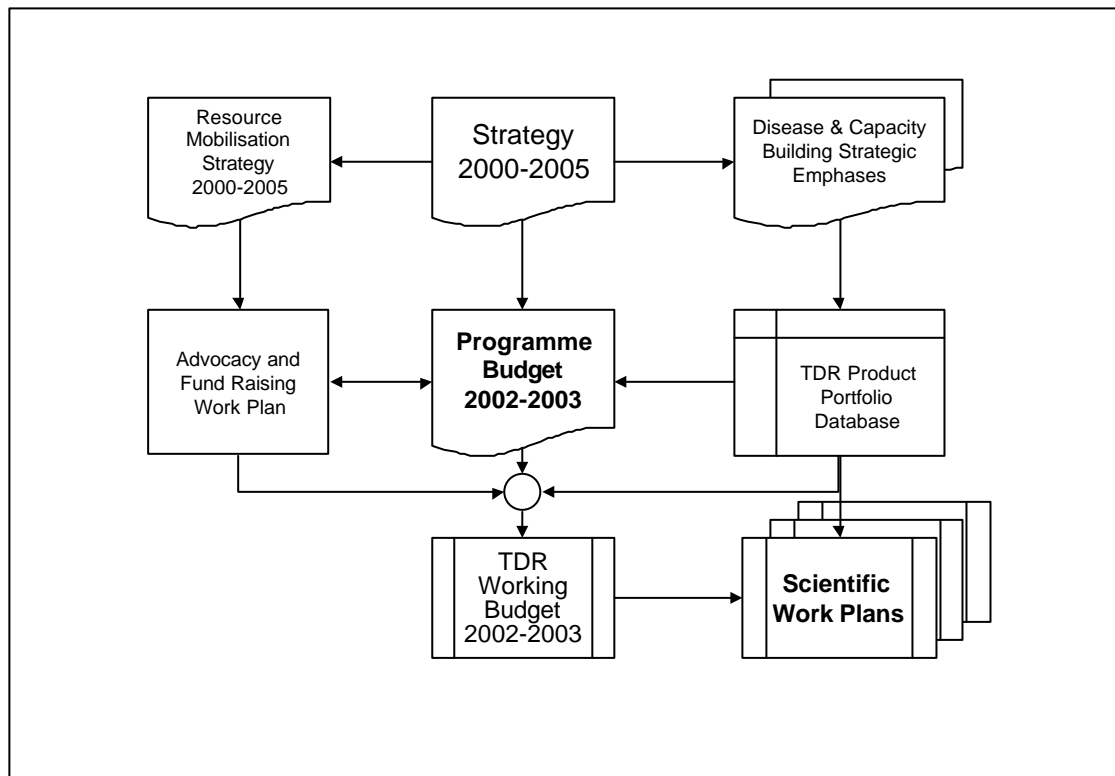 Resource
Mobilisation
Strategy
2000-2005
Strategy
2000-2005
Disease & Capacity
Building Strategic
Emphases
Advocacy and
Fund Raising
Work Plan
Programme
Budget
2002-2003
TDR Product
Portfolio
Database
TDR
Working
Budget
2002-2003
Scientific
Work Plans